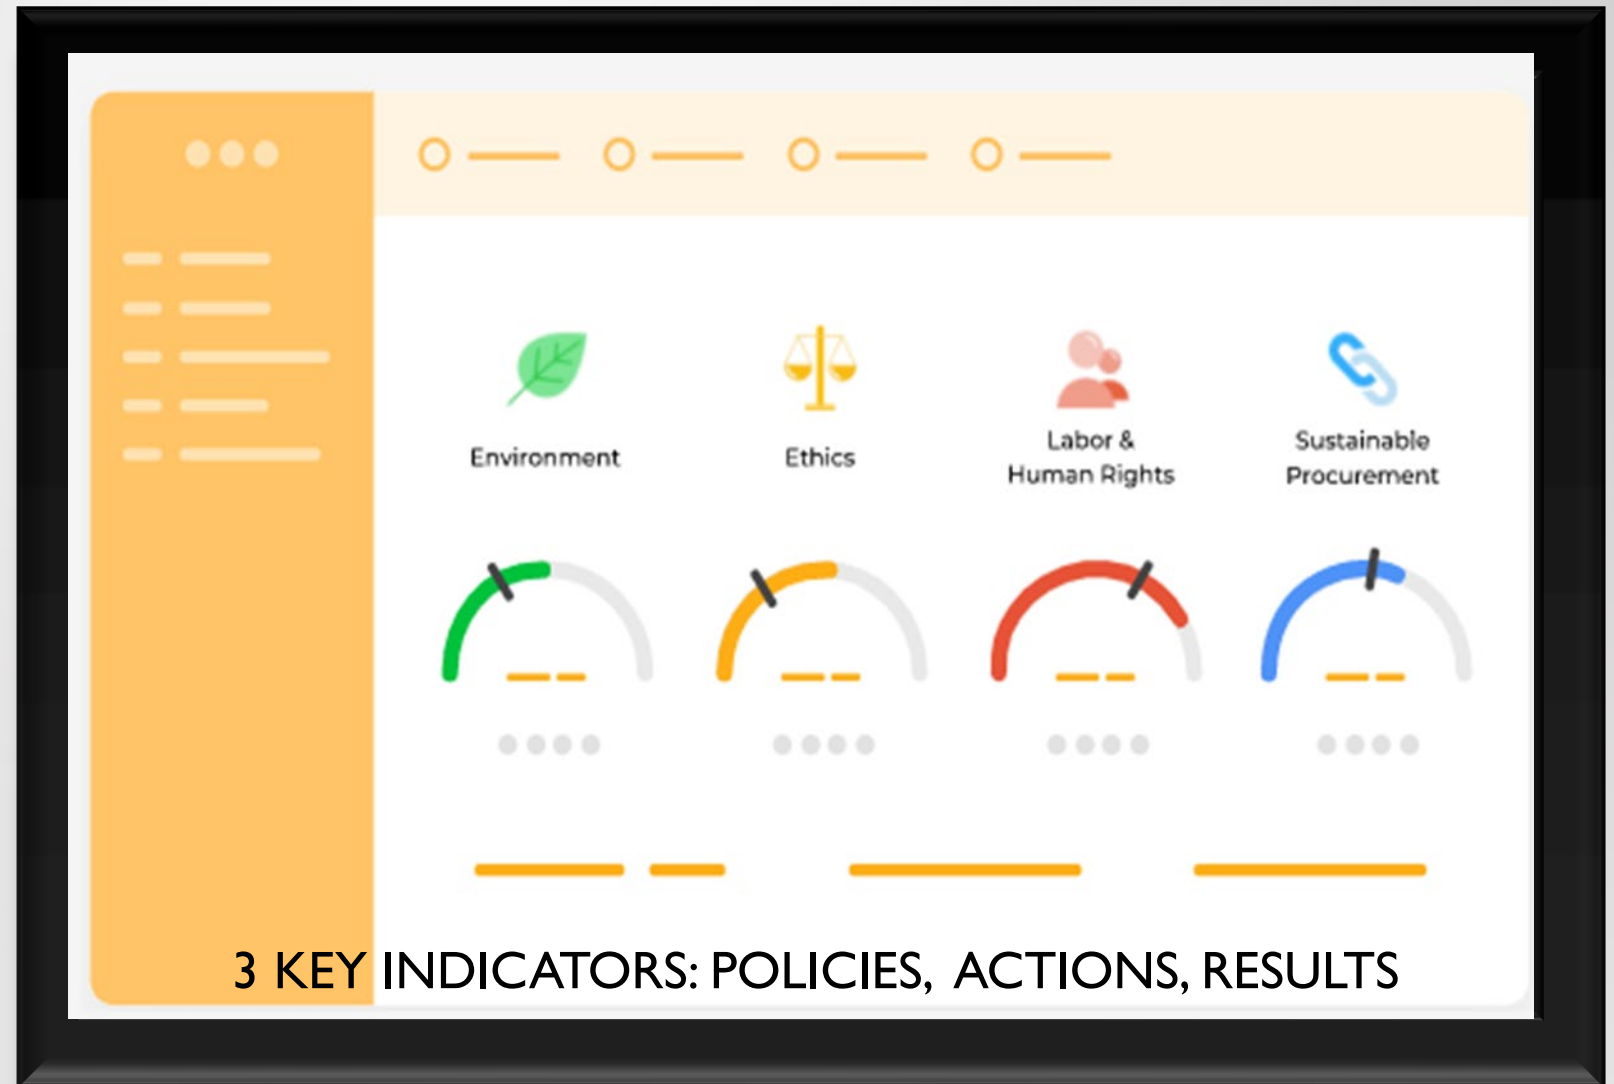 Environment
Ethics
Labor &
Human Rights
Sustainable
Procurement
3 KEY INDICATORS: POLICIES, ACTIONS, RESULTS